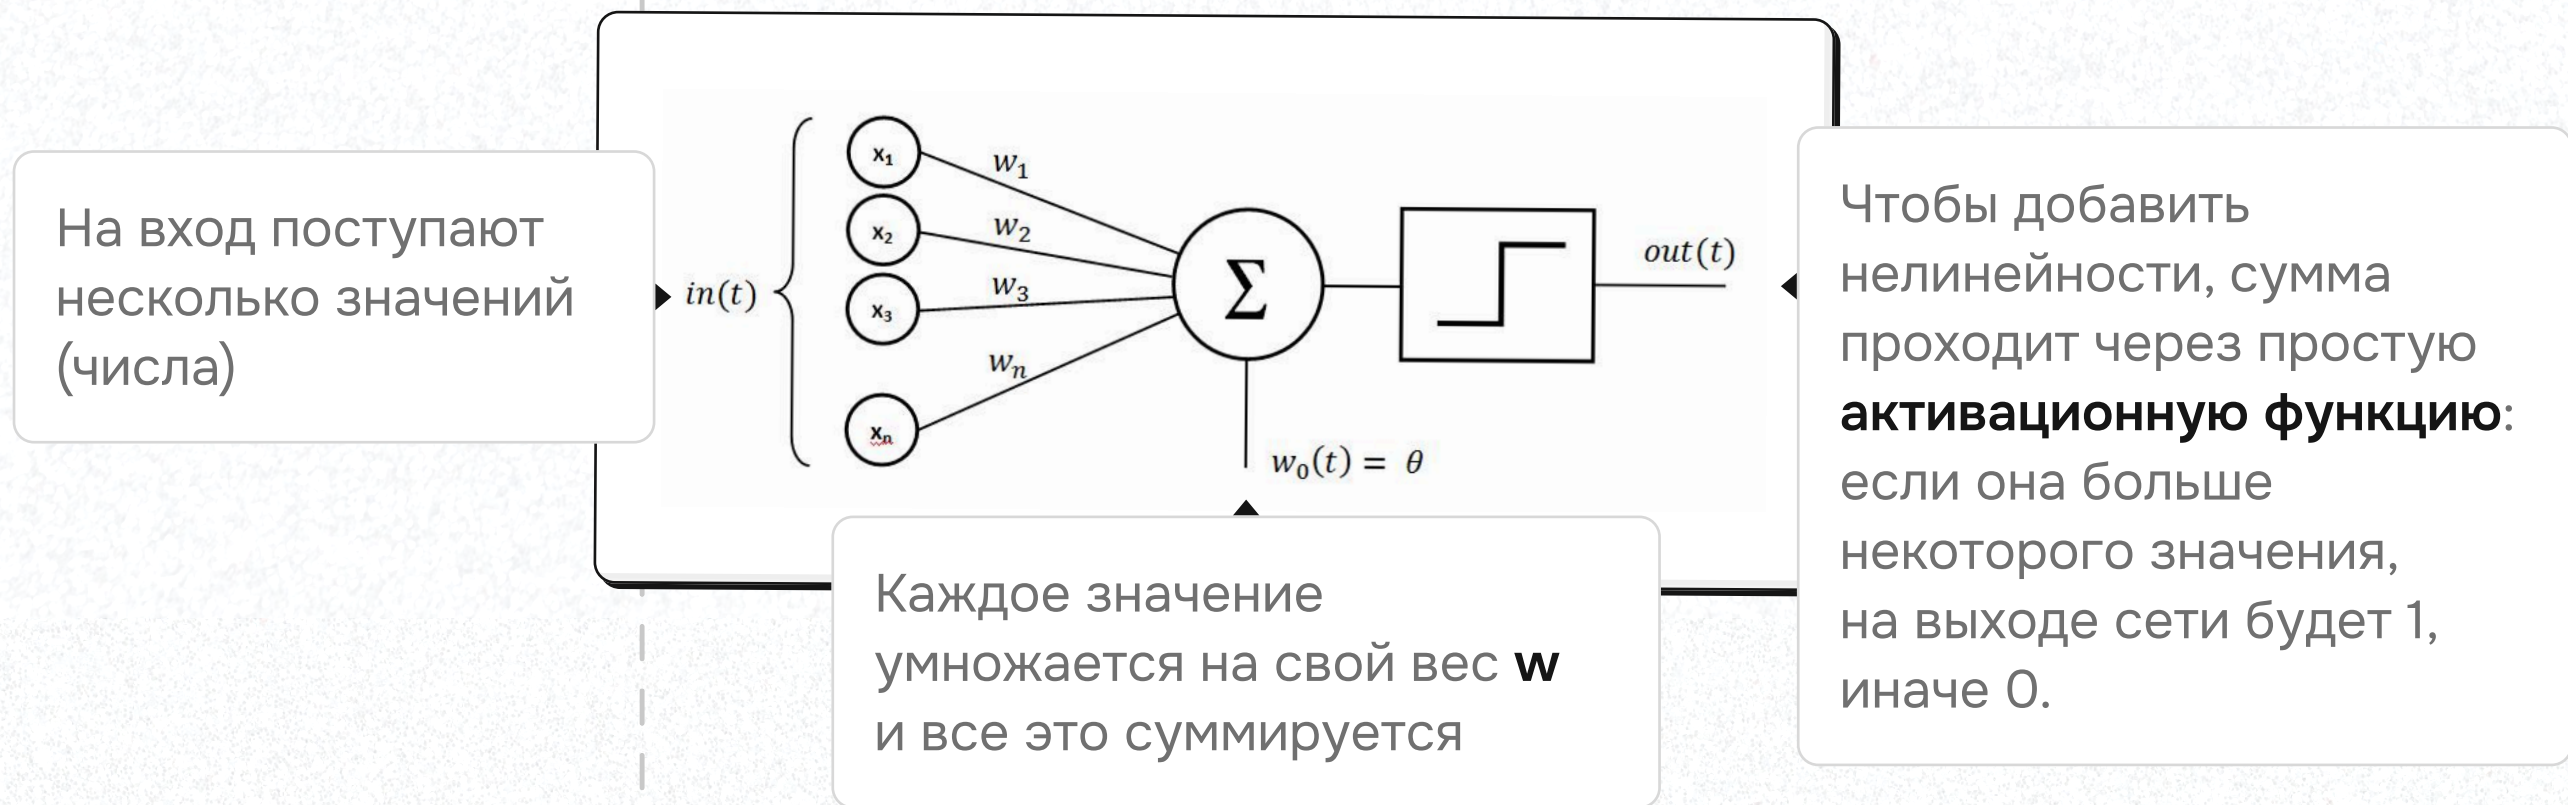 На вход поступают
несколько значений
(числа)
in(t)
x₁
x₂
x₃
xₙ
w₁
w₂
w₃
wₙ
Σ
w₀(t) = θ
out(t)
Каждое значение
умножается на свой вес w
и все это суммируется
Чтобы добавить
нелинейности, сумма
проходит через простую
активационную функцию:
если она больше
некоторого значения,
на выходе сети будет 1,
иначе 0.